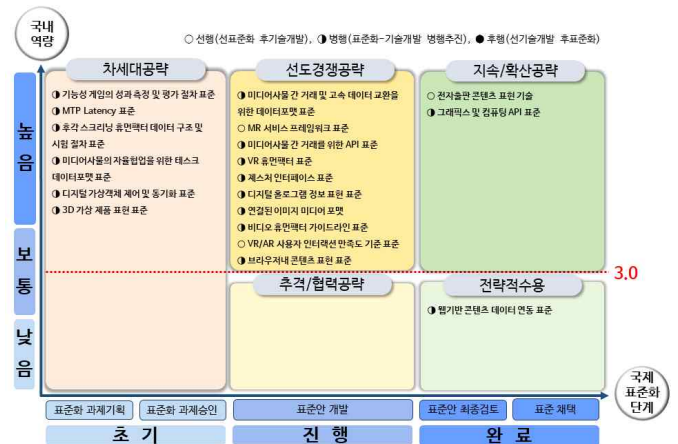 국내
역량
○ 선행(선표준화 후기술개발), ◑ 병행(표준화-기술개발 병행추진), ● 후행(선기술개발 후표준화)
차세대공략
◑ 기능성 게임의 성과 측정 및 평가 절차 표준
◑ MTP Latency 표준
◑ 후각 스크리닝 휴먼팩터 데이터 구조 및
시험 절차 표준
◑ 미디어사물의 자율협업을 위한 테스크
데이터포맷 표준
◑ 디지털 가상객체 제어 및 동기화 표준
◑ 3D 가상 제품 표현 표준
선도경쟁공략
◑ 미디어사물 간 거래 및 고속 데이터 교환을
위한 데이터포맷 표준
○ MR 서비스 프레임워크 표준
◑ 미디어사물 간 거래를 위한 API 표준
◑ VR 휴먼팩터 표준
◑ 제스처 인터페이스 표준
◑ 디지털 홀로그램 정보 표현 표준
◑ 연결된 이미지 미디어 포맷
◑ 비디오 휴먼팩터 가이드라인 표준
○ VR/AR 사용자 인터랙션 만족도 기준 표준
◑ 브라우저내 콘텐츠 표현 표준
지속/확산공략
○ 전자출판 콘텐츠 표현 기술
◑ 그래픽스 및 컴퓨팅 API 표준
높음
보통
낮음
3.0
추격/협력공략
전략적수용
◑ 웹기반 콘텐츠 데이터 연동 표준
국제
표준화
단계
표준화 과제기획
표준화 과제승인
표준안 개발
표준안 최종검토
표준 채택
초 기
진 행
완 료